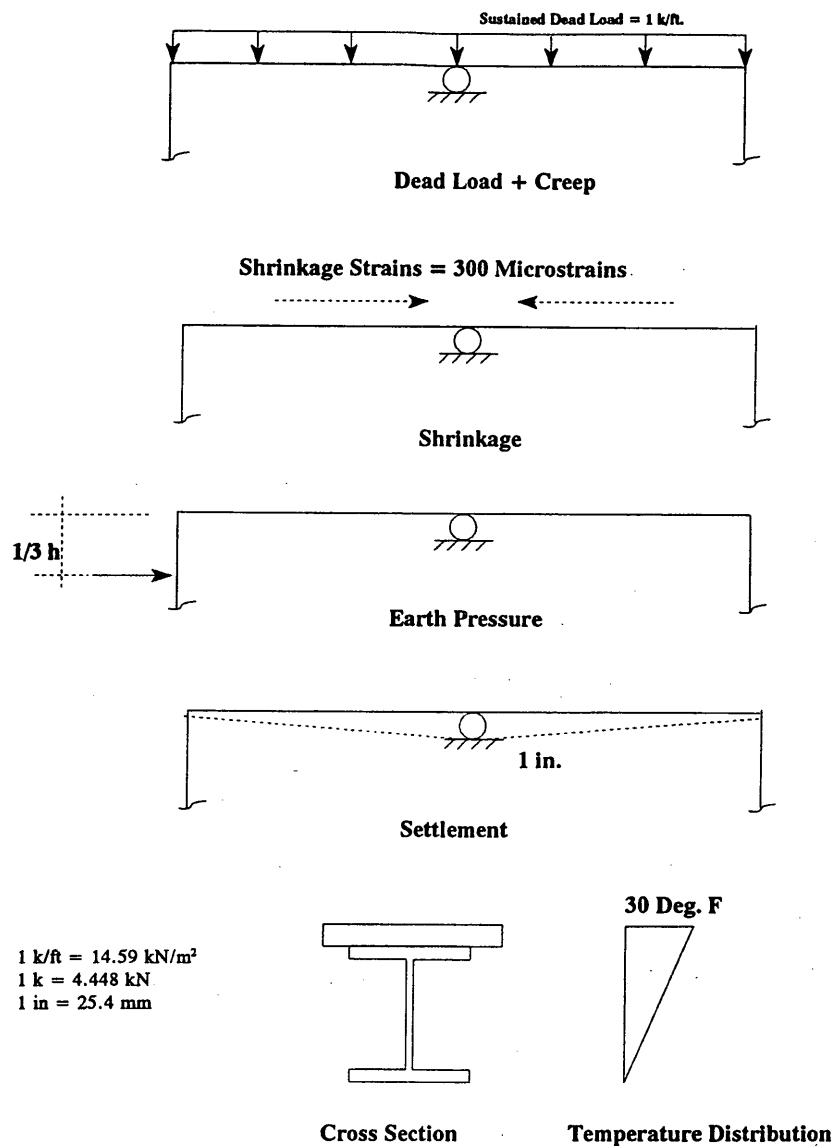 Sustained Dead Load = 1 k/ft.
Dead Load + Creep
Shrinkage Strains = 300 Microstrains
Shrinkage
1/3 h
Earth Pressure
1 in.
Settlement
30 Deg. F
1 k/ft = 14.59 kN/m²
1 k = 4.448 kN
1 in = 25.4 mm
Cross Section
Temperature Distribution